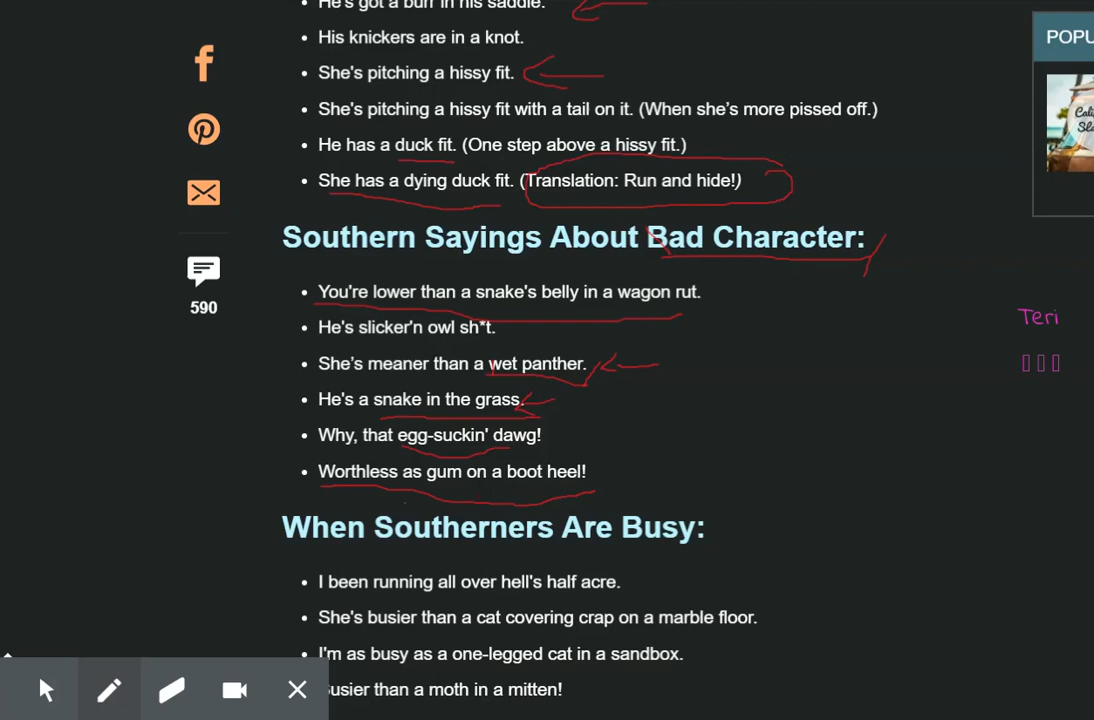 He's got a burr in his saddle.
His knickers are in a knot.
She's pitching a hissy fit.
She's pitching a hissy fit with a tail on it. (When she's more pissed off.)
He has a duck fit. (One step above a hissy fit.)
She has a dying duck fit. (Translation: Run and hide!)
Southern Sayings About Bad Character:
You're lower than a snake's belly in a wagon rut.
He's slicker'n owl sh*t.
She's meaner than a wet panther.
He's a snake in the grass.
Why, that egg-suckin' dawg!
Worthless as gum on a boot heel!
When Southerners Are Busy:
I been running all over hell's half acre.
She's busier than a cat covering crap on a marble floor.
I'm as busy as a one-legged cat in a sandbox.
Busier than a moth in a mitten!
590
POPU
Teri